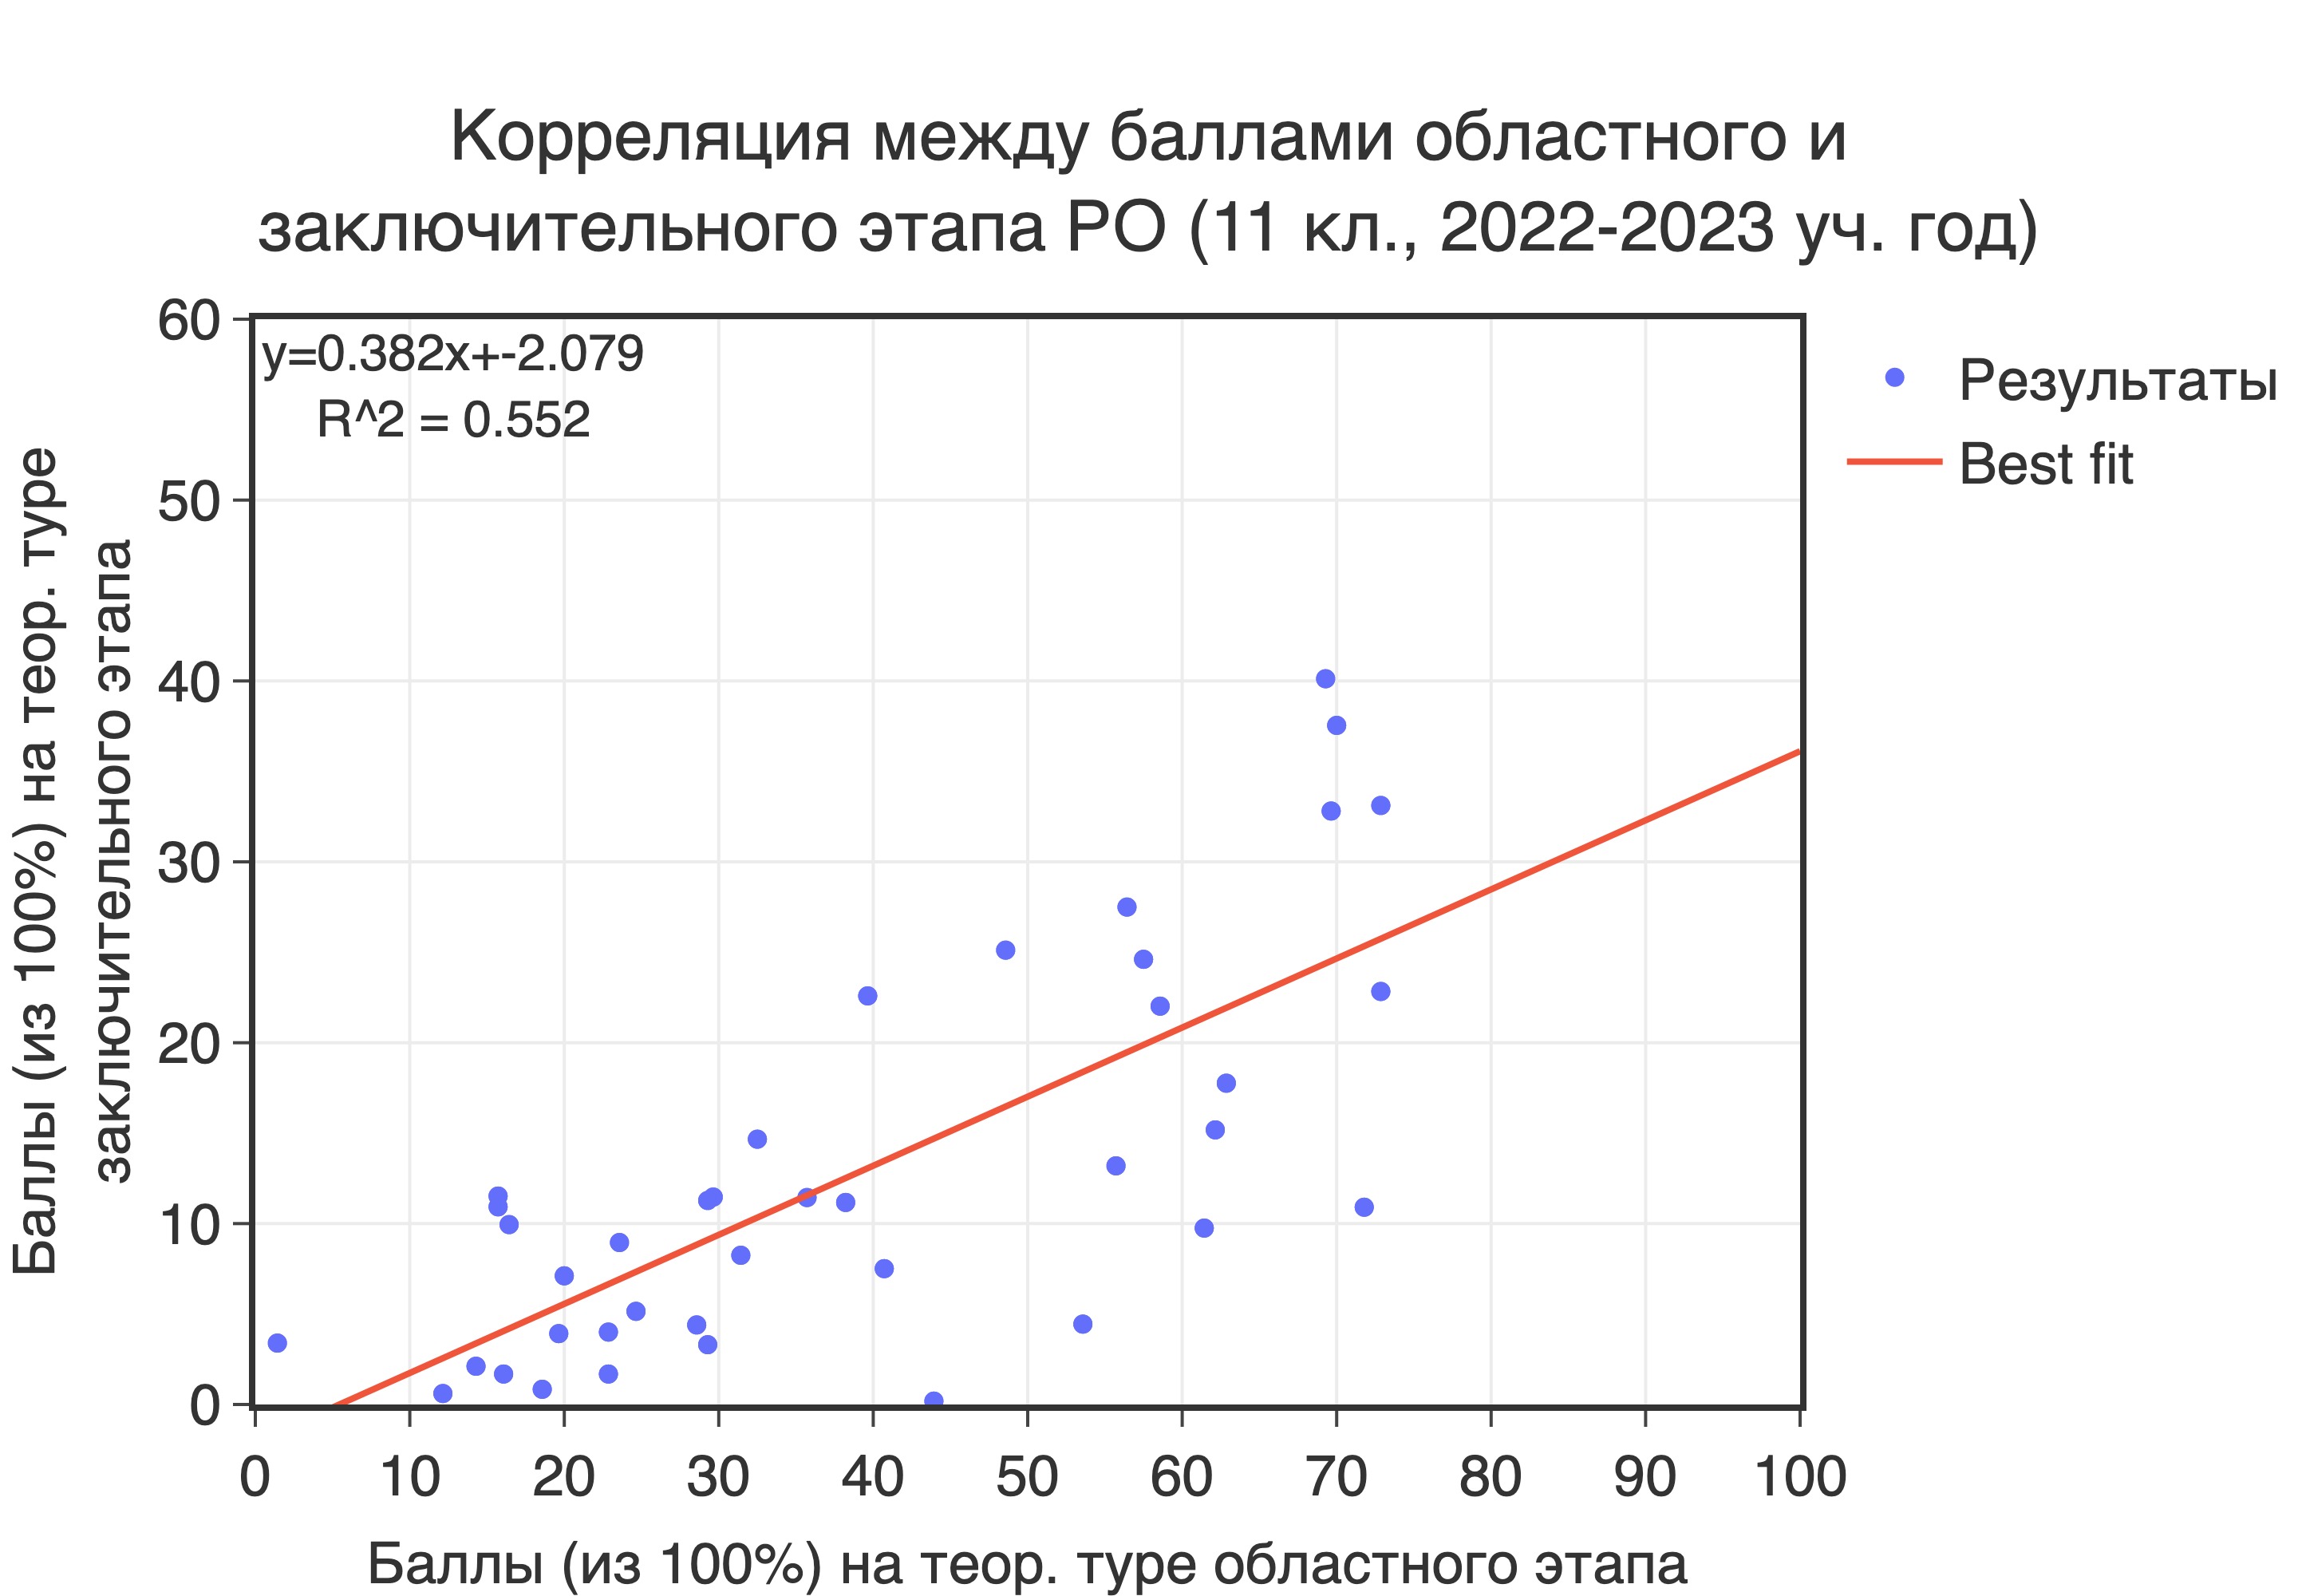 Корреляция между баллами областного и
заключительного этапа РО (11 кл., 2022-2023 уч. год)
y=0.382x+-2.079
R^2 = 0.552
Результаты
Best fit
Баллы (из 100%) на теор. туре
заключительного этапа
60
50
40
30
20
10
0
0 10 20 30 40 50 60 70 80 90 100
Баллы (из 100%) на теор. туре областного этапа